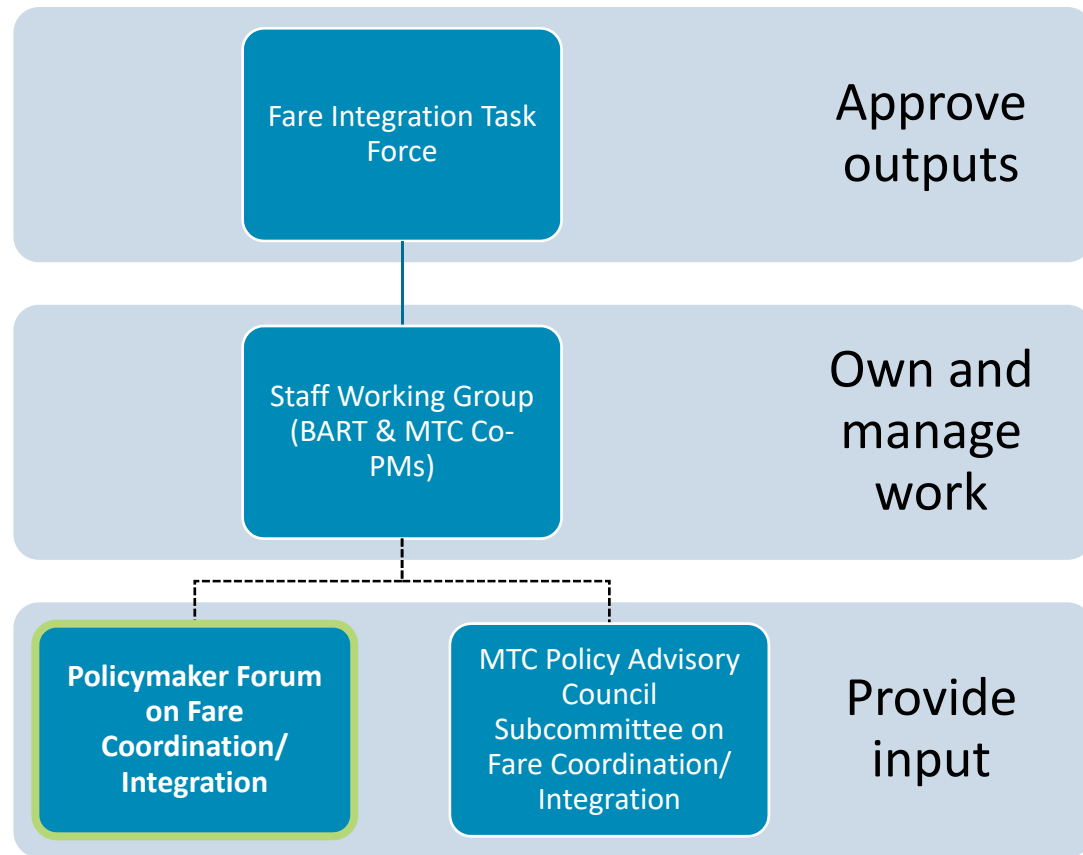 Fare Integration Task
Force
Approve
outputs
Staff Working Group
(BART & MTC Co-
PMs)
Own and
manage
work
Policymaker Forum
on Fare
Coordination/
Integration
MTC Policy Advisory
Council
Subcommittee on
Fare Coordination/
Integration
Provide
input